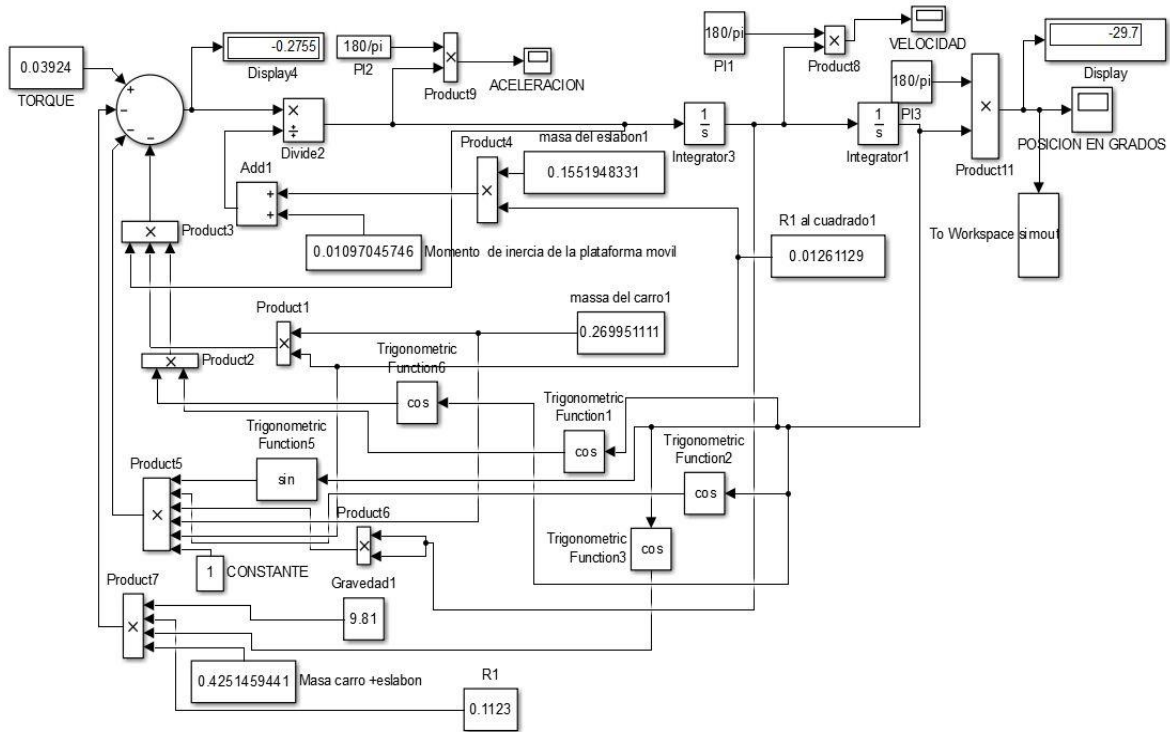 0.03924
TORQUE
+
−
−
−
-0.2755
Display4
180/pi
PI2
×
Product9
ACELERACION
180/pi
PI1
×
Product8
VELOCIDAD
-29.7
Display
180/pi
PI3
×
Product11
POSICION EN GRADOS
×
÷
Divide2
1
s
Integrator3
1
s
Integrator1
Product4
×
masa del eslabon1
0.1551948331
Add1
+
+
0.01097045746
Momento de inercia de la plataforma movil
R1 al cuadrado1
0.01261129
To Workspace
simout
×
Product3
Product1
×
massa del carro1
0.269951111
×
Product2
Trigonometric
Function6
cos
Trigonometric
Function1
cos
Trigonometric
Function5
sin
Trigonometric
Function2
cos
Product5
×
Product6
×
Trigonometric
Function3
cos
1
CONSTANTE
Product7
×
Gravedad1
9.81
0.4251459441
Masa carro +eslabon
R1
0.1123